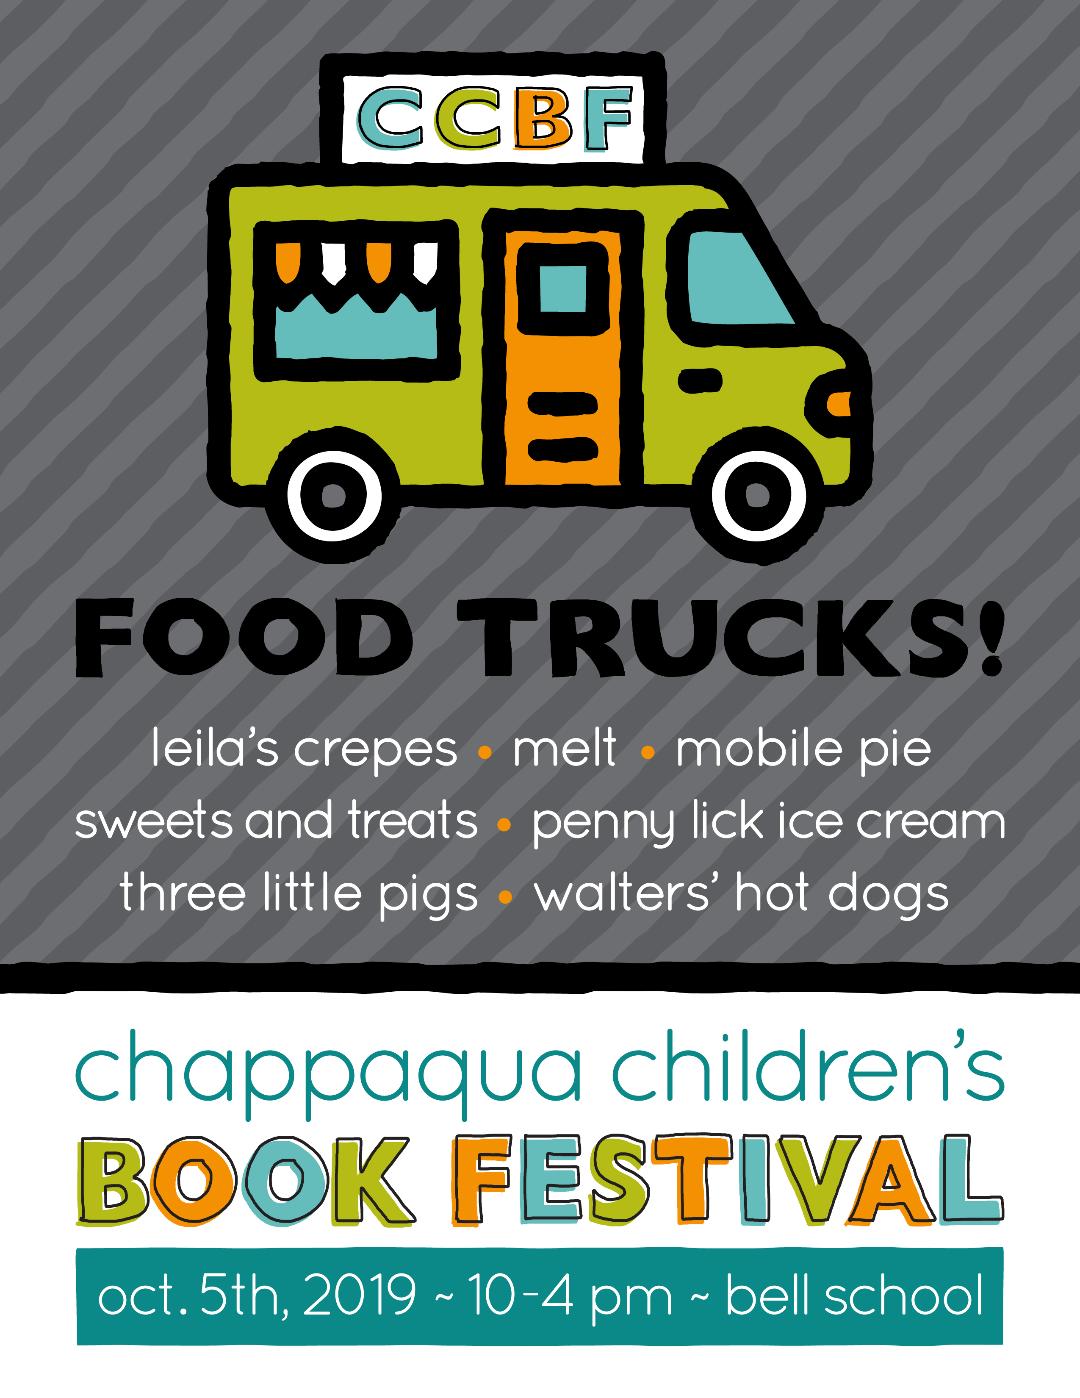 CCBF
FOOD TRUCKS!
leila's crepes • melt • mobile pie
sweets and treats • penny lick ice cream
three little pigs • walters' hot dogs
chappaqua children's
BOOK FESTIVAL
oct. 5th, 2019 ~ 10-4 pm ~ bell school